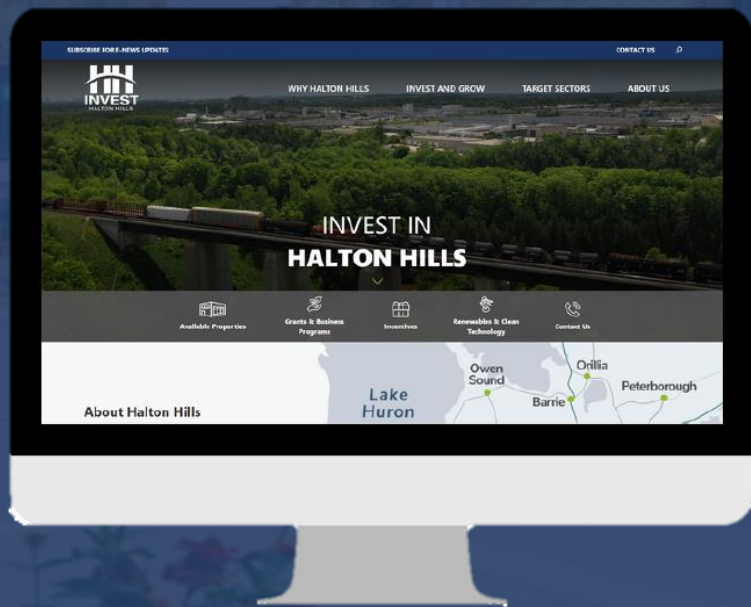 SUBSCRIBE FOR E-NEWS UPDATES
CONTACT US
INVEST
HALTON HILLS
WHY HALTON HILLS
INVEST AND GROW
TARGET SECTORS
ABOUT US
INVEST IN
HALTON HILLS
Available Properties
Grants & Business
Programs
Incentives
Renewables & Clean
Technology
Contact Us
About Halton Hills
Lake
Huron
Owen
Sound
Orillia
Barrie
Peterborough